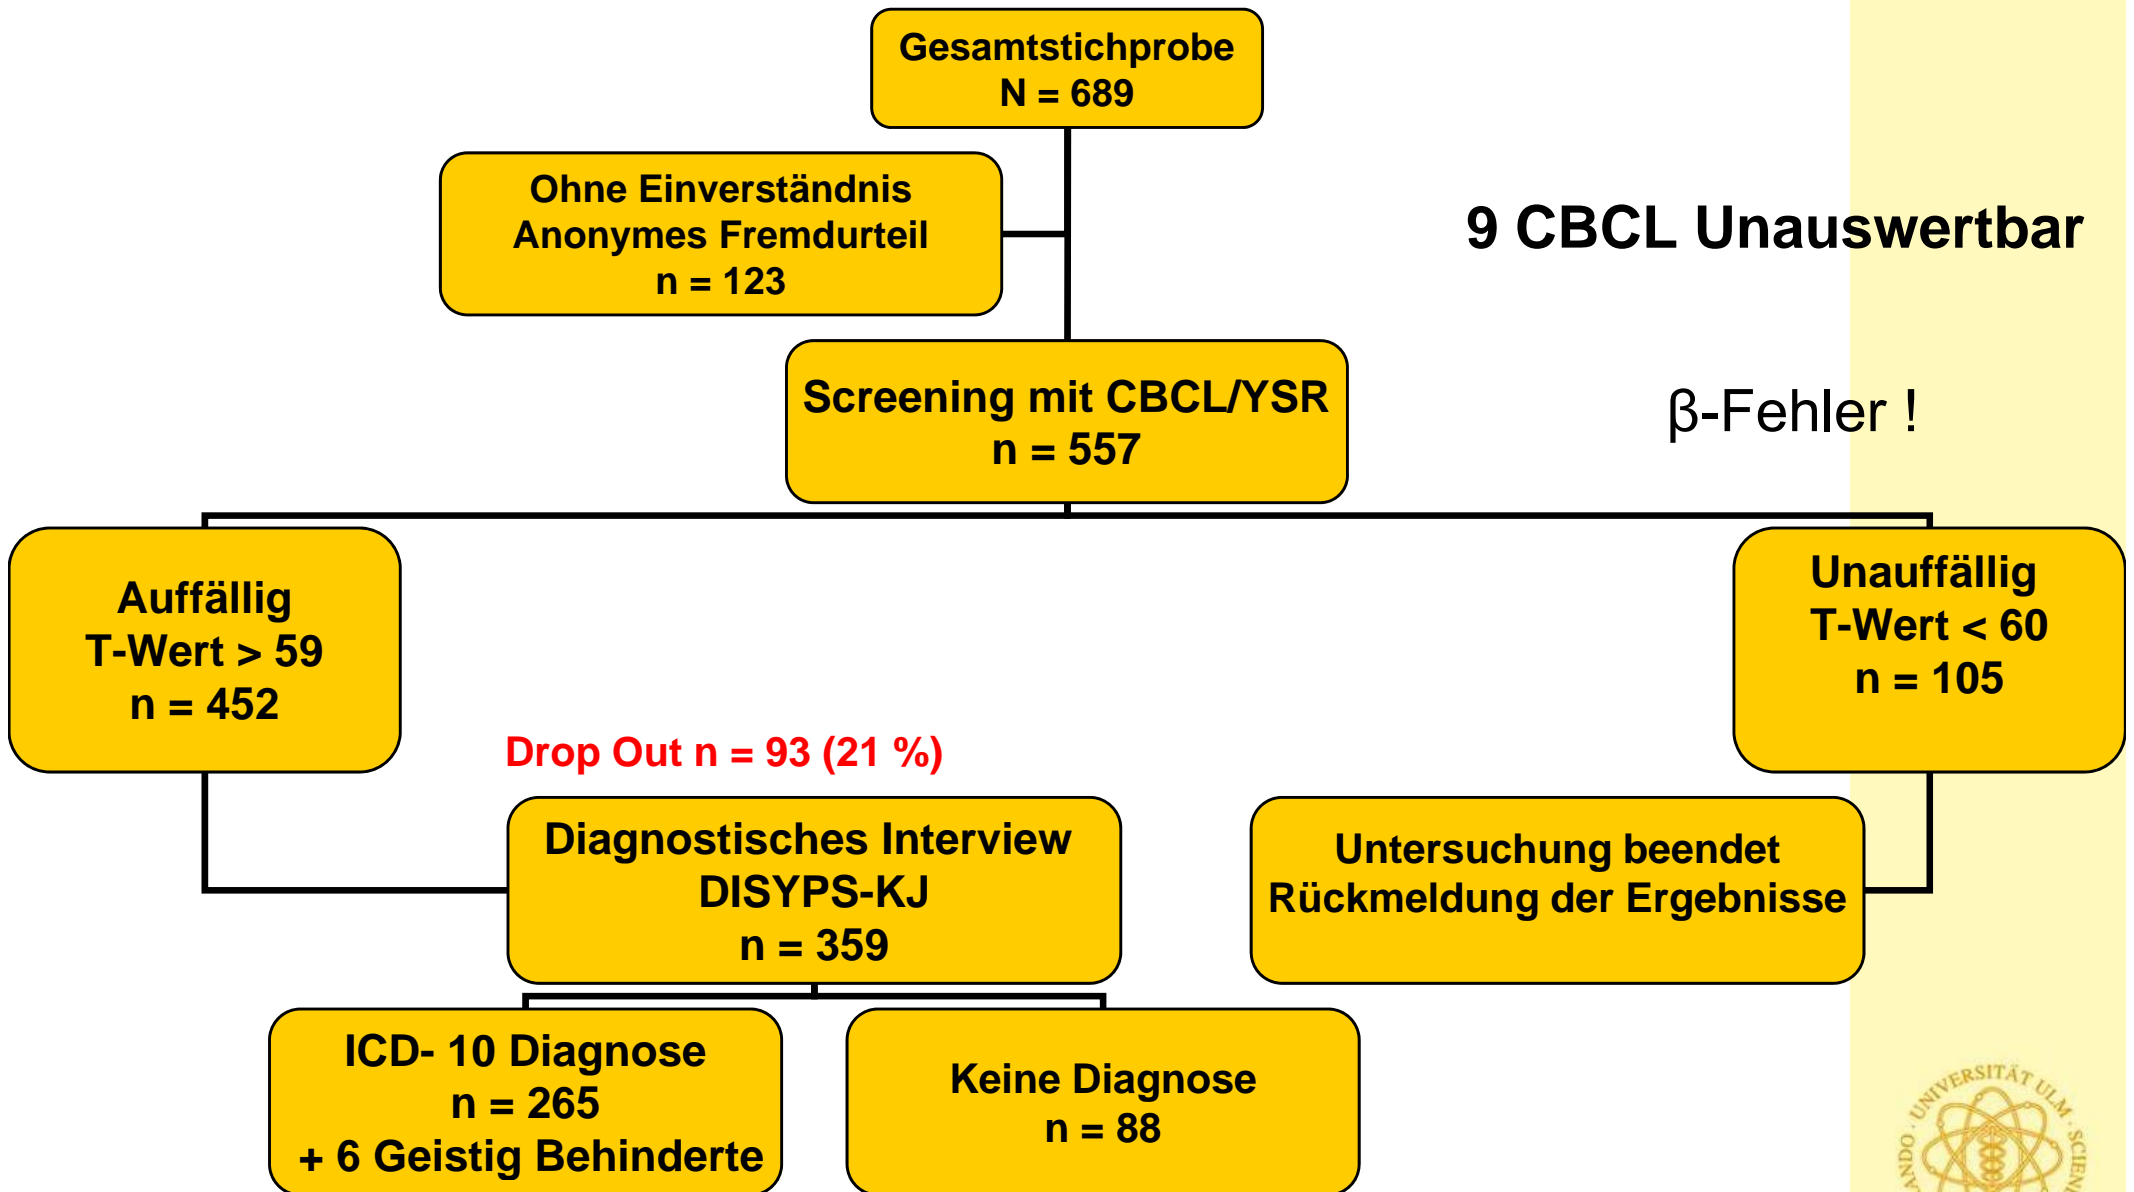 Gesamtstichprobe
N = 689
Ohne Einverständnis
Anonymes Fremdurteil
n = 123
9 CBCL Unauswertbar
Screening mit CBCL/YSR
n = 557
β-Fehler !
Auffällig
T-Wert > 59
n = 452
Unauffällig
T-Wert < 60
n = 105
Drop Out n = 93 (21 %)
Diagnostisches Interview
DISYPS-KJ
n = 359
Untersuchung beendet
Rückmeldung der Ergebnisse
ICD- 10 Diagnose
n = 265
+ 6 Geistig Behinderte
Keine Diagnose
n = 88
UNIVERSITÄT ULM